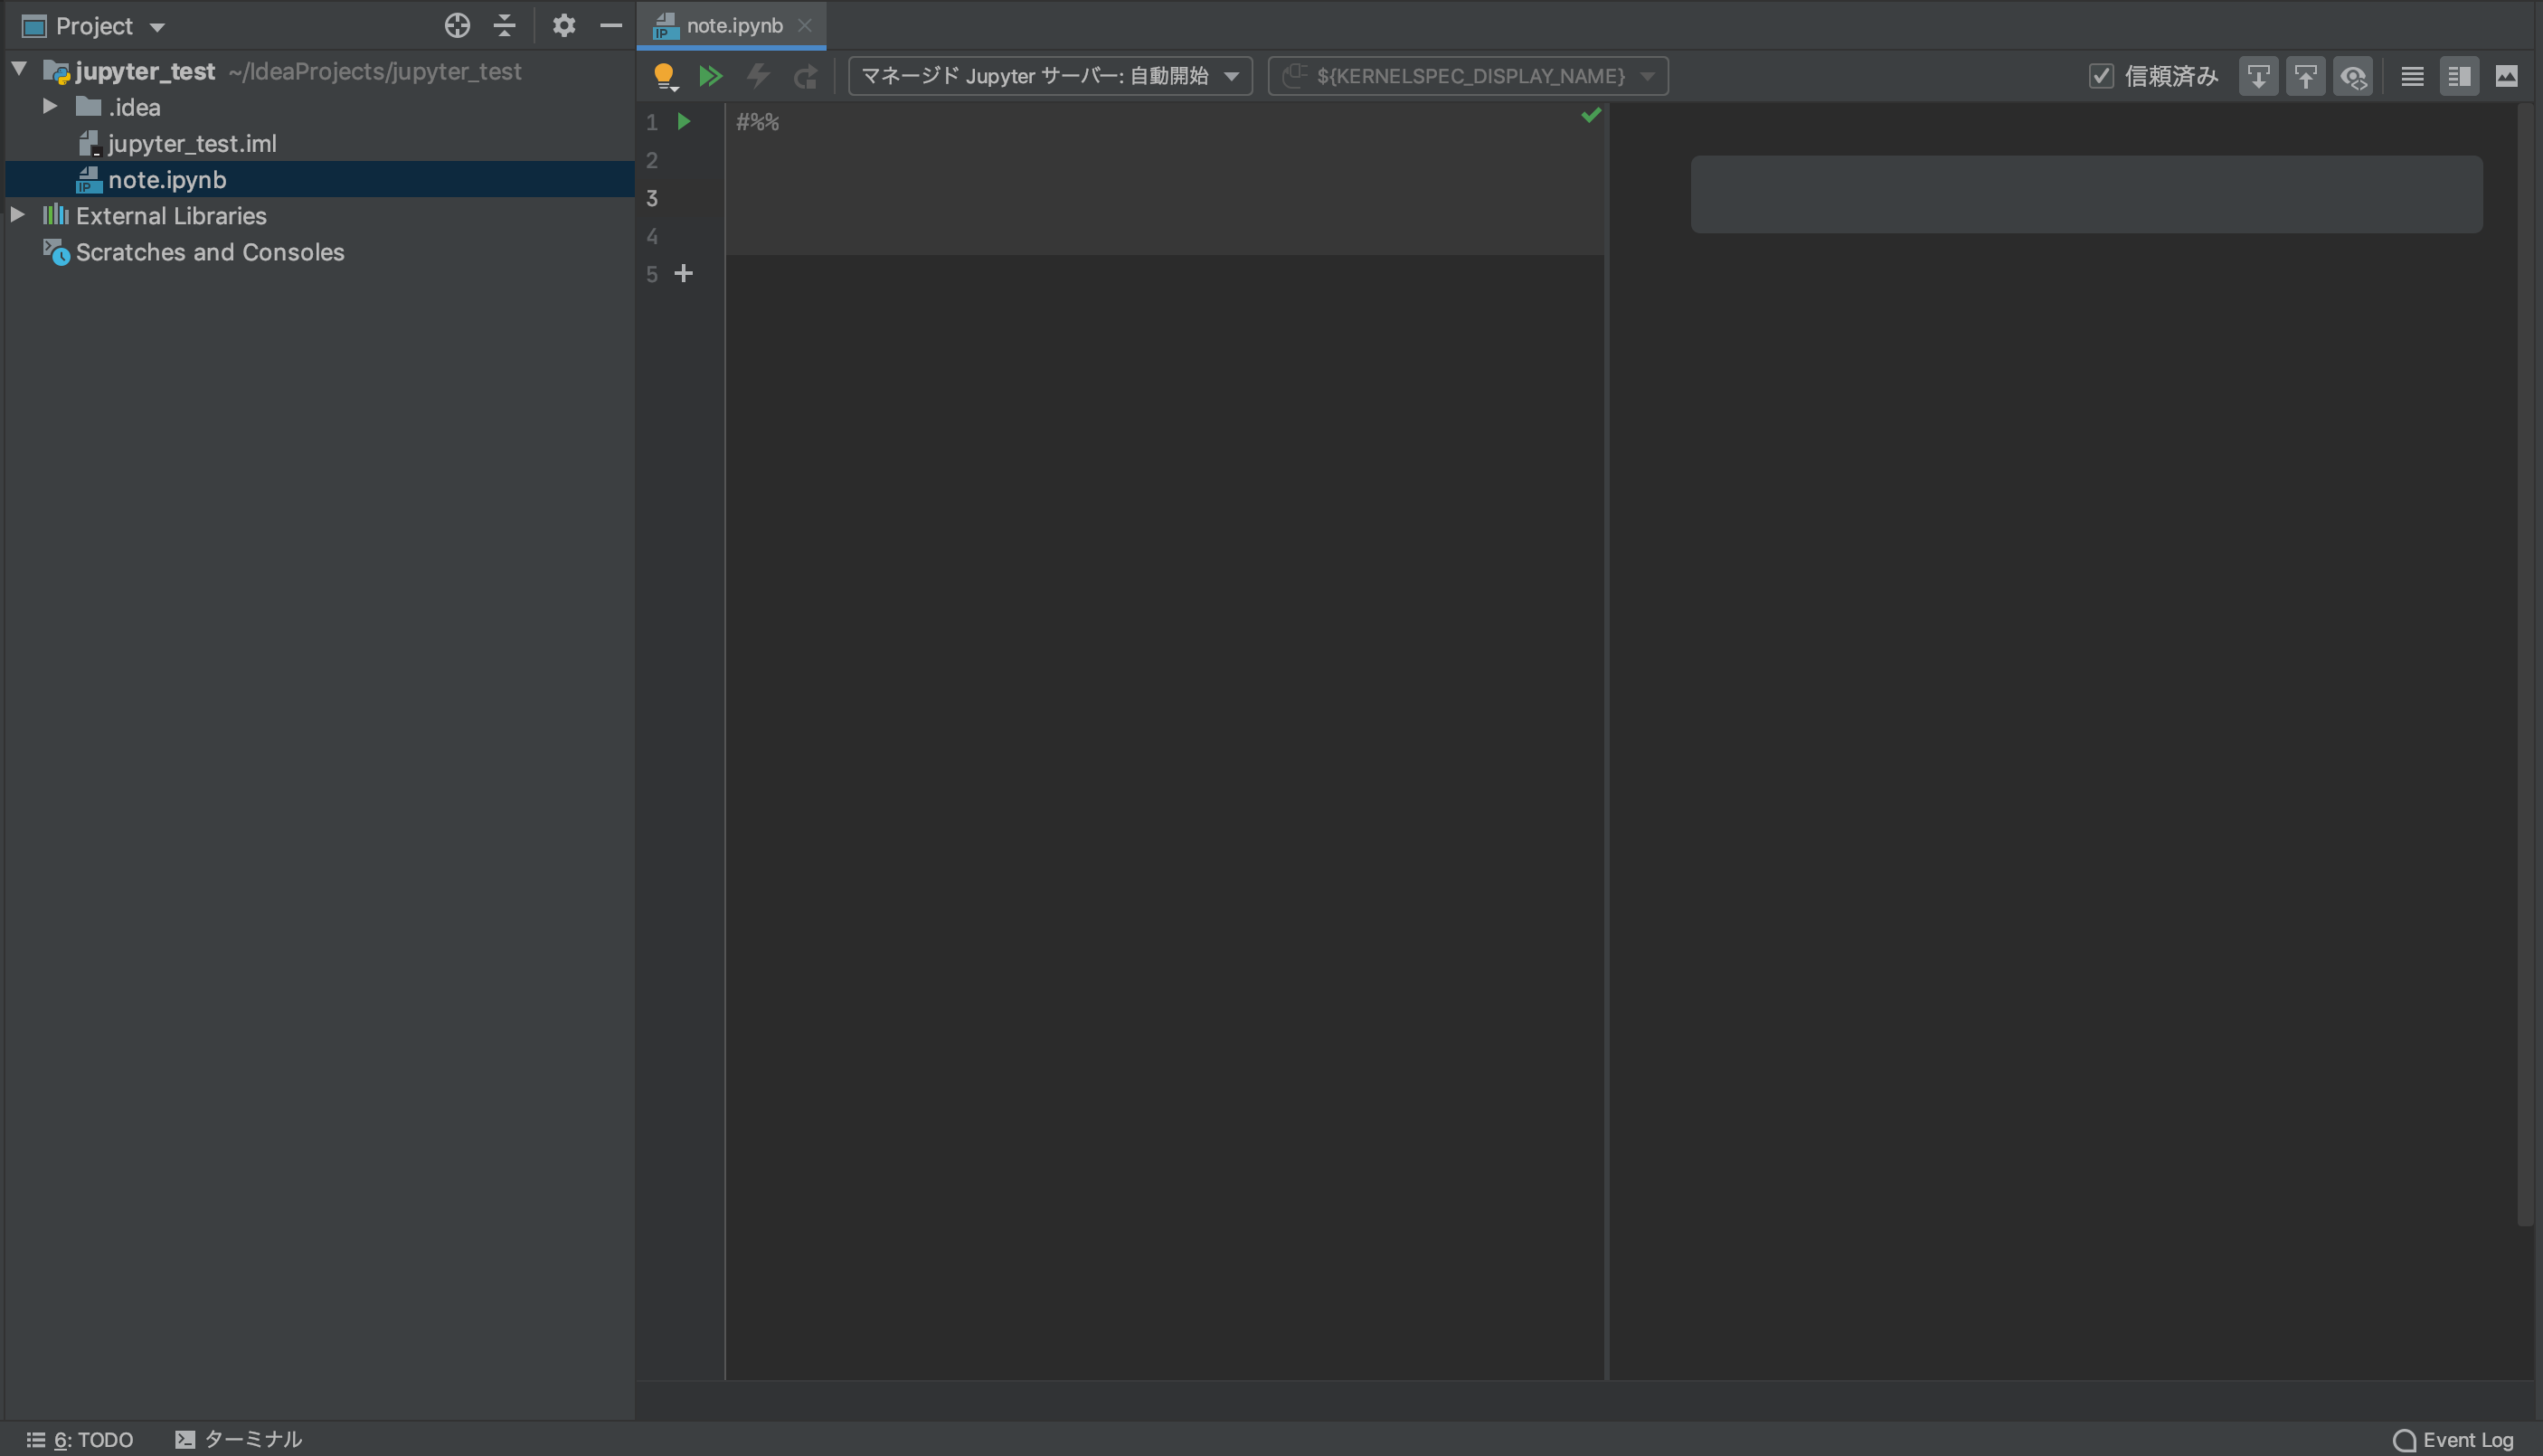 Project
note.ipynb
jupyter_test ~/IdeaProjects/jupyter_test
マネージド Jupyter サーバー: 自動開始
${KERNELSPEC_DISPLAY_NAME}
信頼済み
.idea
jupyter_test.iml
IP note.ipynb
External Libraries
Scratches and Consoles
1 #%%
2
3
4
5
6: TODO
ターミナル
Event Log